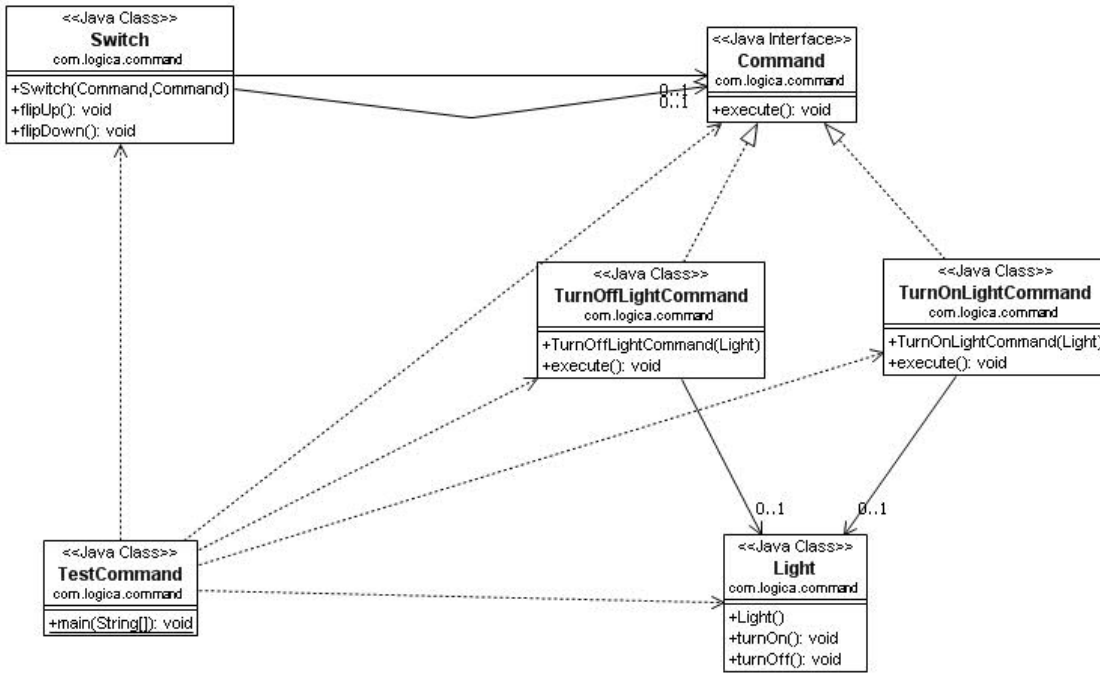 <<Java Class>>
Switch
com.logica.command
+Switch(Command,Command)
+flipUp(): void
+flipDown(): void
<<Java Interface>>
Command
com.logica.command
+execute(): void
0..1
0..1
<<Java Class>>
TurnOffLightCommand
com.logica.command
+TurnOffLightCommand(Light)
+execute(): void
<<Java Class>>
TurnOnLightCommand
com.logica.command
+TurnOnLightCommand(Light)
+execute(): void
0..1
0..1
<<Java Class>>
TestCommand
com.logica.command
+main(String[]): void
<<Java Class>>
Light
com.logica.command
+Light()
+turnOn(): void
+turnOff(): void